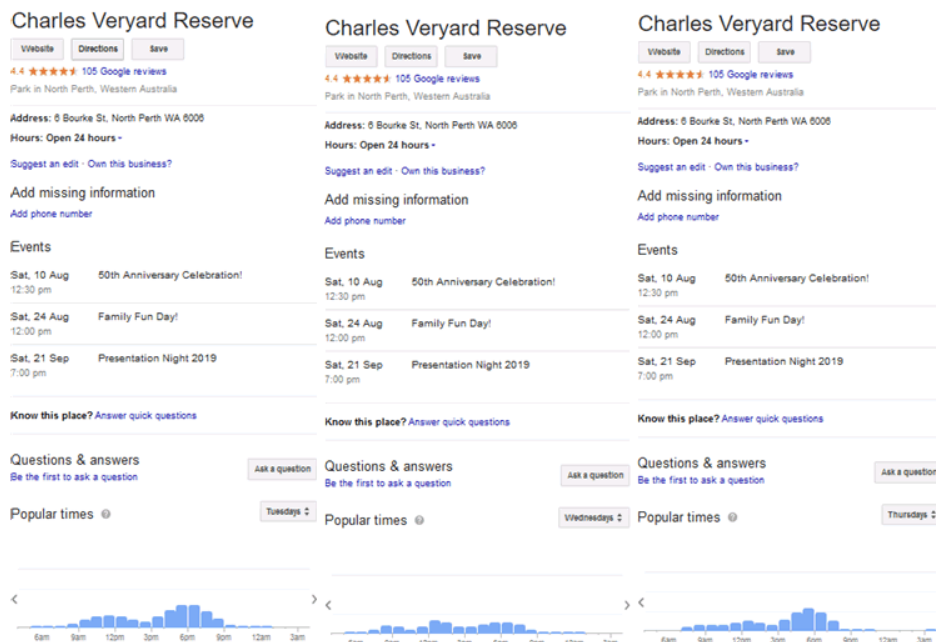 Charles Veryard Reserve
Website Directions Save
4.4 105 Google reviews
Park in North Perth, Western Australia
Address: 6 Bourke St, North Perth WA 6006
Hours: Open 24 hours
Suggest an edit · Own this business?
Add missing information
Add phone number
Events
Sat, 10 Aug 50th Anniversary Celebration!
12:30 pm
Sat, 24 Aug Family Fun Day!
12:00 pm
Sat, 21 Sep Presentation Night 2019
7:00 pm
Know this place? Answer quick questions
Questions & answers
Ask a question
Be the first to ask a question
Popular times Tuesdays
6am 9am 12pm 3pm 6pm 9pm 12am 3am
Charles Veryard Reserve
Website Directions Save
4.4 105 Google reviews
Park in North Perth, Western Australia
Address: 6 Bourke St, North Perth WA 6006
Hours: Open 24 hours
Suggest an edit · Own this business?
Add missing information
Add phone number
Events
Sat, 10 Aug 50th Anniversary Celebration!
12:30 pm
Sat, 24 Aug Family Fun Day!
12:00 pm
Sat, 21 Sep Presentation Night 2019
7:00 pm
Know this place? Answer quick questions
Questions & answers
Ask a question
Be the first to ask a question
Popular times Wednesdays
Charles Veryard Reserve
Website Directions Save
4.4 105 Google reviews
Park in North Perth, Western Australia
Address: 6 Bourke St, North Perth WA 6006
Hours: Open 24 hours
Suggest an edit · Own this business?
Add missing information
Add phone number
Events
Sat, 10 Aug 50th Anniversary Celebration!
12:30 pm
Sat, 24 Aug Family Fun Day!
12:00 pm
Sat, 21 Sep Presentation Night 2019
7:00 pm
Know this place? Answer quick questions
Questions & answers
Ask a question
Be the first to ask a question
Popular times Thursdays
6am 9am 12pm 3pm 6pm 9pm 12am 3am